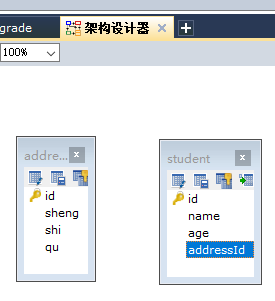 grade
架构设计器
100%
addre...
id
sheng
shi
qu
student
id
name
age
addressId